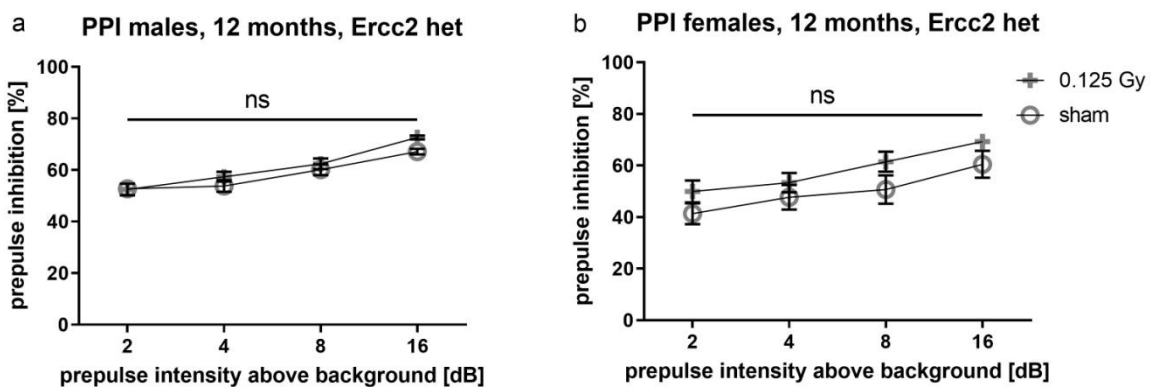 a
PPI males, 12 months, Ercc2 het
100
80
60
40
20
0
prepulse inhibition [%]
ns
2 4 8 16
prepulse intensity above background [dB]
b
PPI females, 12 months, Ercc2 het
100
80
60
40
20
0
prepulse inhibition [%]
ns
2 4 8 16
prepulse intensity above background [dB]
0.125 Gy
sham